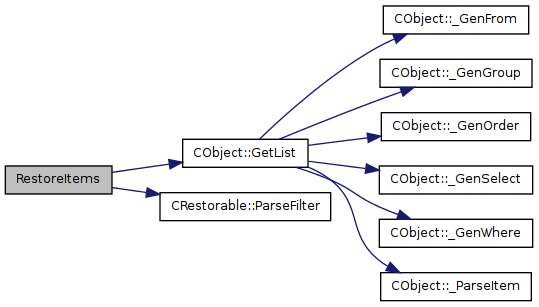 RestoreItems
CObject::GetList
CRestorable::ParseFilter
CObject::_GenFrom
CObject::_GenGroup
CObject::_GenOrder
CObject::_GenSelect
CObject::_GenWhere
CObject::_ParseItem